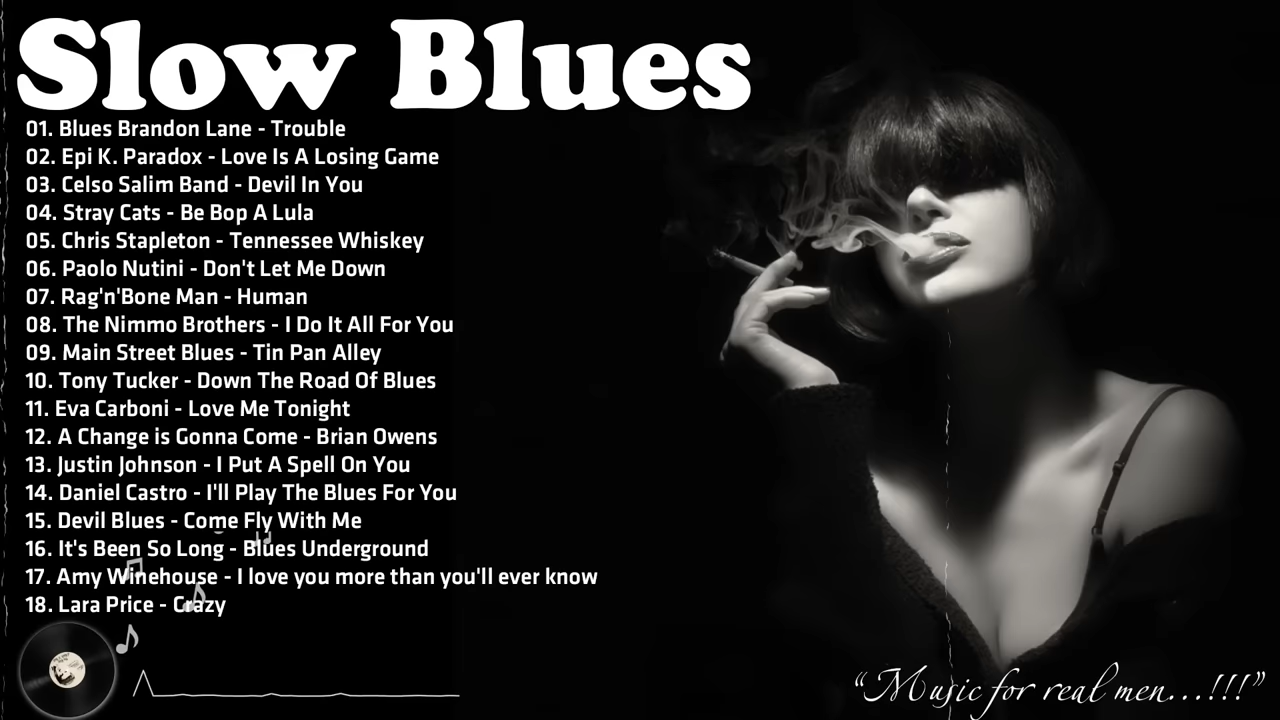 Slow Blues
01. Blues Brandon Lane - Trouble
02. Epi K. Paradox - Love Is A Losing Game
03. Celso Salim Band - Devil In You
04. Stray Cats - Be Bop A Lula
05. Chris Stapleton - Tennessee Whiskey
06. Paolo Nutini - Don't Let Me Down
07. Rag'n'Bone Man - Human
08. The Nimmo Brothers - I Do It All For You
09. Main Street Blues - Tin Pan Alley
10. Tony Tucker - Down The Road Of Blues
11. Eva Carboni - Love Me Tonight
12. A Change is Gonna Come - Brian Owens
13. Justin Johnson - I Put A Spell On You
14. Daniel Castro - I'll Play The Blues For You
15. Devil Blues - Come Fly With Me
16. It's Been So Long - Blues Underground
17. Amy Winehouse - I love you more than you'll ever know
18. Lara Price - Crazy
“Music for real men...!!!”